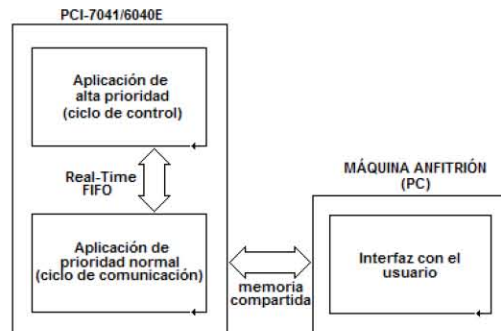 PCI-7041/6040E
Aplicación de
alta prioridad
(ciclo de control)
Real-Time
FIFO
Aplicación de
prioridad normal
(ciclo de comunicación)
memoria
compartida
MÁQUINA ANFITRIÓN
(PC)
Interfaz con el
usuario